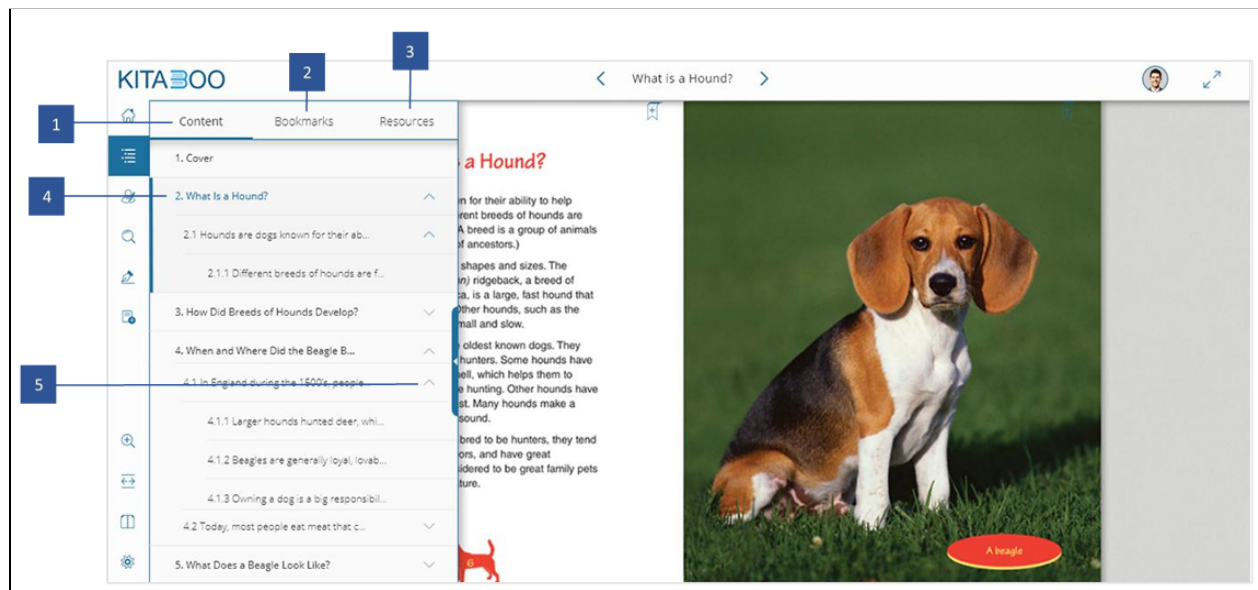 3
2
KITABOO
What is a Hound?
1
Content Bookmarks Resources
1. Cover
4
2. What Is a Hound?
2.1 Hounds are dogs known for their ab...
2.1.1 Different breeds of hounds are f...
3. How Did Breeds of Hounds Develop?
4. When and Where Did the Beagle B...
5
4.1 In England during the 1500's, people...
4.1.1 Larger hounds hunted deer, whi...
4.1.2 Beagles are generally loyal, lovab...
4.1.3 Owning a dog is a big responsibil...
4.2 Today, most people eat meat that c...
5. What Does a Beagle Look Like?
a Hound?
n for their ability to help
rent breeds of hounds are
A breed is a group of animals
of ancestors.)
shapes and sizes. The
n) ridgeback, a breed of
ca, is a large, fast hound that
Other hounds, such as the
mall and slow.
oldest known dogs. They
hunters. Some hounds have
ell, which helps them to
e hunting. Other hounds have
st. Many hounds make a
sound.
bred to be hunters, they tend
ors, and have great
sidered to be great family pets
ture.
6
A beagle